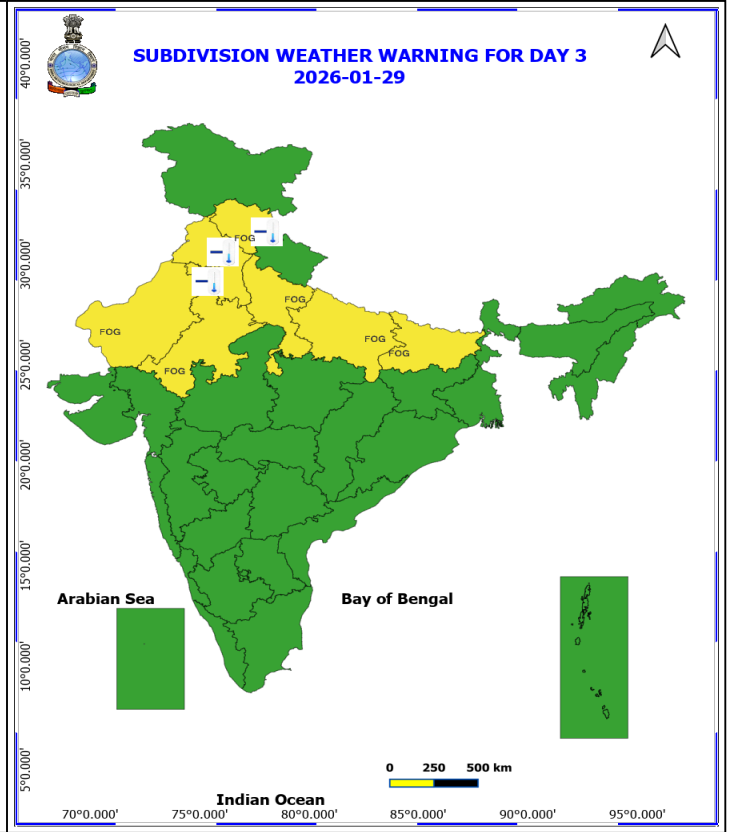 SUBDIVISION WEATHER WARNING FOR DAY 3
2026-01-29
40°0.000'
35°0.000'
30°0.000'
25°0.000'
20°0.000'
15°0.000'
10°0.000'
5°0.000'
FOG
FOG
FOG
FOG
FOG
FOG
Arabian Sea
Bay of Bengal
0 250 500 km
Indian Ocean
70°0.000' 75°0.000' 80°0.000' 85°0.000' 90°0.000' 95°0.000'